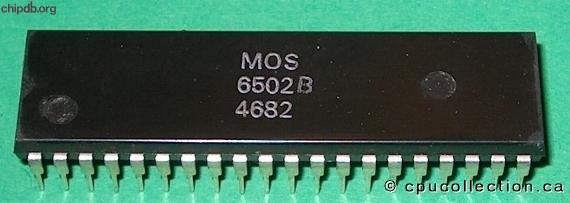 chipdb.org
MOS
6502B
4682
© cpucollection.ca